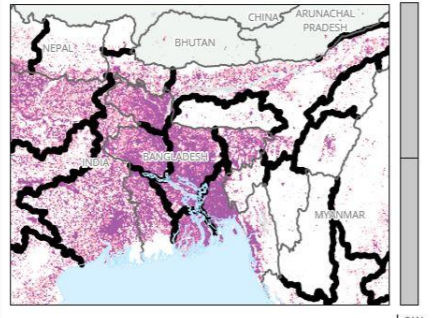 CHINA
ARUNACHAL
PRADESH
NEPAL
BHUTAN
INDIA
BANGLADESH
MYANMAR
Low